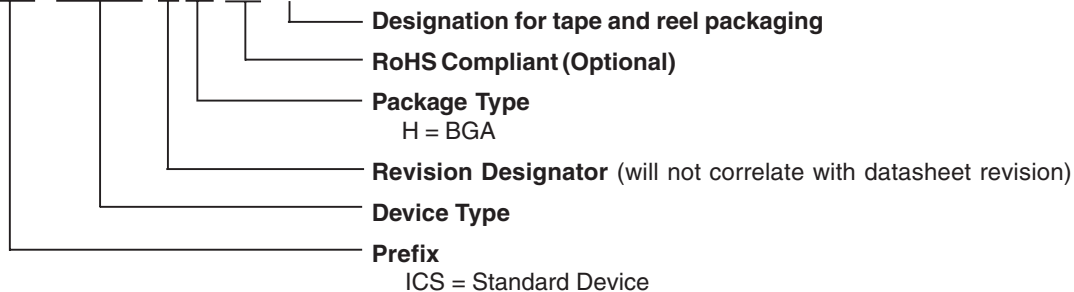 Designation for tape and reel packaging
RoHS Compliant (Optional)
Package Type
H = BGA
Revision Designator (will not correlate with datasheet revision)
Device Type
Prefix
ICS = Standard Device